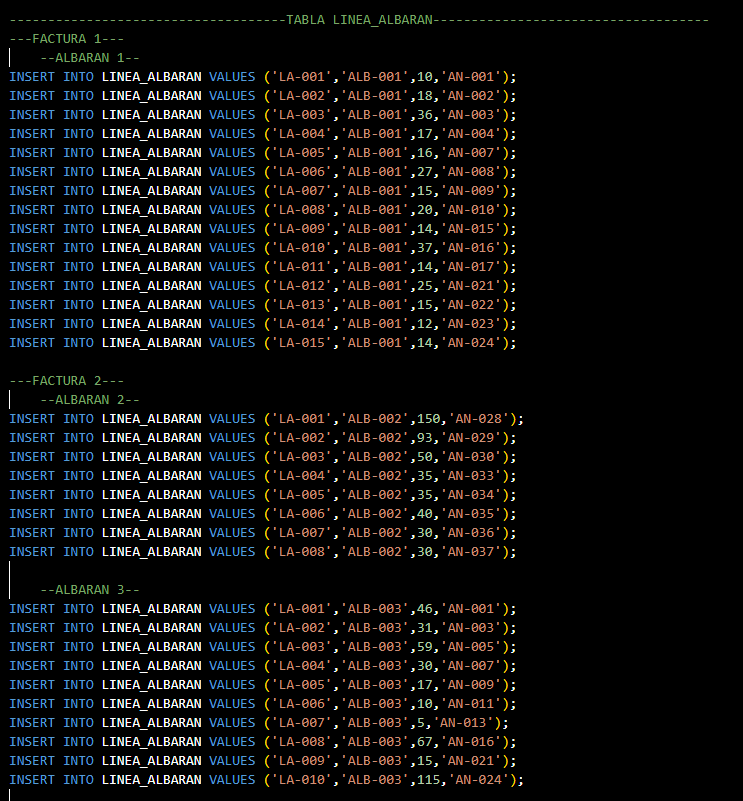 ------------------------------------TABLA LINEA_ALBARAN------------------------------------
---FACTURA 1---
--ALBARAN 1--
INSERT INTO LINEA_ALBARAN VALUES ('LA-001','ALB-001',10,'AN-001');
INSERT INTO LINEA_ALBARAN VALUES ('LA-002','ALB-001',18,'AN-002');
INSERT INTO LINEA_ALBARAN VALUES ('LA-003','ALB-001',36,'AN-003');
INSERT INTO LINEA_ALBARAN VALUES ('LA-004','ALB-001',17,'AN-004');
INSERT INTO LINEA_ALBARAN VALUES ('LA-005','ALB-001',16,'AN-007');
INSERT INTO LINEA_ALBARAN VALUES ('LA-006','ALB-001',27,'AN-008');
INSERT INTO LINEA_ALBARAN VALUES ('LA-007','ALB-001',15,'AN-009');
INSERT INTO LINEA_ALBARAN VALUES ('LA-008','ALB-001',20,'AN-010');
INSERT INTO LINEA_ALBARAN VALUES ('LA-009','ALB-001',14,'AN-015');
INSERT INTO LINEA_ALBARAN VALUES ('LA-010','ALB-001',37,'AN-016');
INSERT INTO LINEA_ALBARAN VALUES ('LA-011','ALB-001',14,'AN-017');
INSERT INTO LINEA_ALBARAN VALUES ('LA-012','ALB-001',25,'AN-021');
INSERT INTO LINEA_ALBARAN VALUES ('LA-013','ALB-001',15,'AN-022');
INSERT INTO LINEA_ALBARAN VALUES ('LA-014','ALB-001',12,'AN-023');
INSERT INTO LINEA_ALBARAN VALUES ('LA-015','ALB-001',14,'AN-024');
---FACTURA 2---
--ALBARAN 2--
INSERT INTO LINEA_ALBARAN VALUES ('LA-001','ALB-002',150,'AN-028');
INSERT INTO LINEA_ALBARAN VALUES ('LA-002','ALB-002',93,'AN-029');
INSERT INTO LINEA_ALBARAN VALUES ('LA-003','ALB-002',50,'AN-030');
INSERT INTO LINEA_ALBARAN VALUES ('LA-004','ALB-002',35,'AN-033');
INSERT INTO LINEA_ALBARAN VALUES ('LA-005','ALB-002',35,'AN-034');
INSERT INTO LINEA_ALBARAN VALUES ('LA-006','ALB-002',40,'AN-035');
INSERT INTO LINEA_ALBARAN VALUES ('LA-007','ALB-002',30,'AN-036');
INSERT INTO LINEA_ALBARAN VALUES ('LA-008','ALB-002',30,'AN-037');
--ALBARAN 3--
INSERT INTO LINEA_ALBARAN VALUES ('LA-001','ALB-003',46,'AN-001');
INSERT INTO LINEA_ALBARAN VALUES ('LA-002','ALB-003',31,'AN-003');
INSERT INTO LINEA_ALBARAN VALUES ('LA-003','ALB-003',59,'AN-005');
INSERT INTO LINEA_ALBARAN VALUES ('LA-004','ALB-003',30,'AN-007');
INSERT INTO LINEA_ALBARAN VALUES ('LA-005','ALB-003',17,'AN-009');
INSERT INTO LINEA_ALBARAN VALUES ('LA-006','ALB-003',10,'AN-011');
INSERT INTO LINEA_ALBARAN VALUES ('LA-007','ALB-003',5,'AN-013');
INSERT INTO LINEA_ALBARAN VALUES ('LA-008','ALB-003',67,'AN-016');
INSERT INTO LINEA_ALBARAN VALUES ('LA-009','ALB-003',15,'AN-021');
INSERT INTO LINEA_ALBARAN VALUES ('LA-010','ALB-003',115,'AN-024');